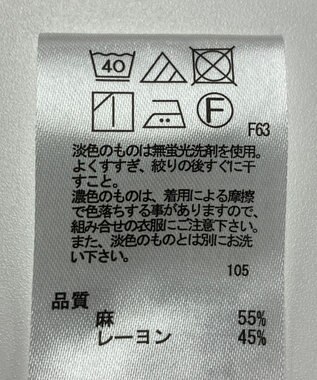 40
F
F63
淡色のものは無蛍光洗剤を使用。
よくすすぎ、絞りの後すぐに干
すこと。
濃色のものは、着用による摩擦
で色落ちする事がありますので、
組み合せの衣服にご注意下さい。
また、淡色のものとは別にお洗
い下さい。
105
品質
麻 55%
レーヨン 45%